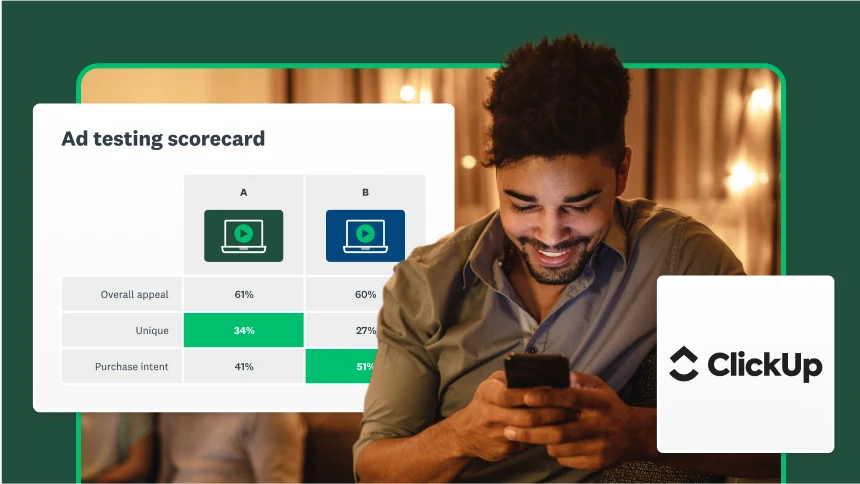 Ad testing scorecard
A B
Overall appeal 61% 60%
Unique 34% 27%
Purchase intent 41% 51%
ClickUp